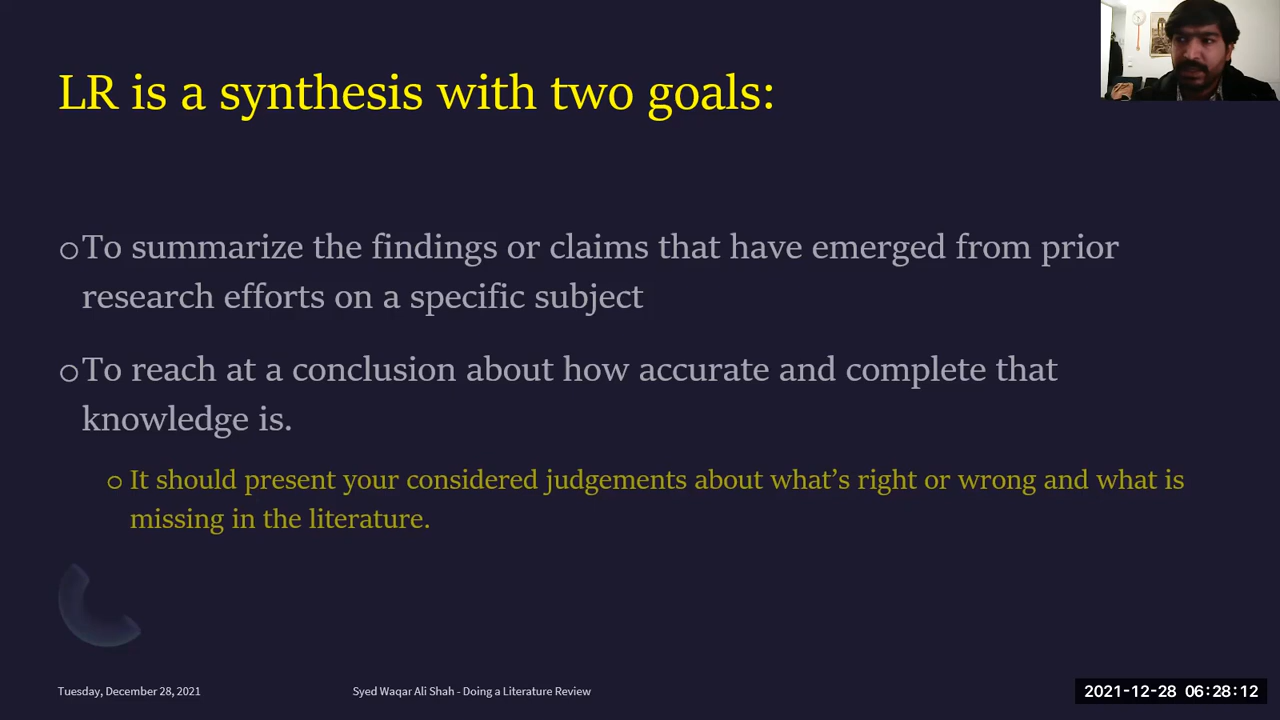 LR is a synthesis with two goals:
oTo summarize the findings or claims that have emerged from prior
research efforts on a specific subject
oTo reach at a conclusion about how accurate and complete that
knowledge is.
o It should present your considered judgements about what’s right or wrong and what is
missing in the literature.
Tuesday, December 28, 2021
Syed Waqar Ali Shah - Doing a Literature Review
2021-12-28 06:28:12